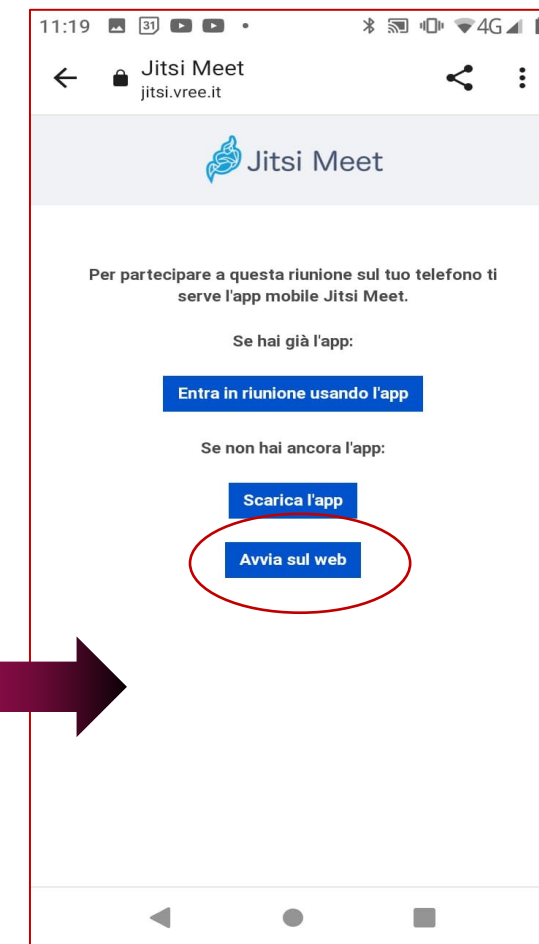 11:19 31 4G
Jitsi Meet
jitsi.vree.it
Jitsi Meet
Per partecipare a questa riunione sul tuo telefono ti
serve l'app mobile Jitsi Meet.
Se hai già l'app:
Entra in riunione usando l'app
Se non hai ancora l'app:
Scarica l'app
Avvia sul web